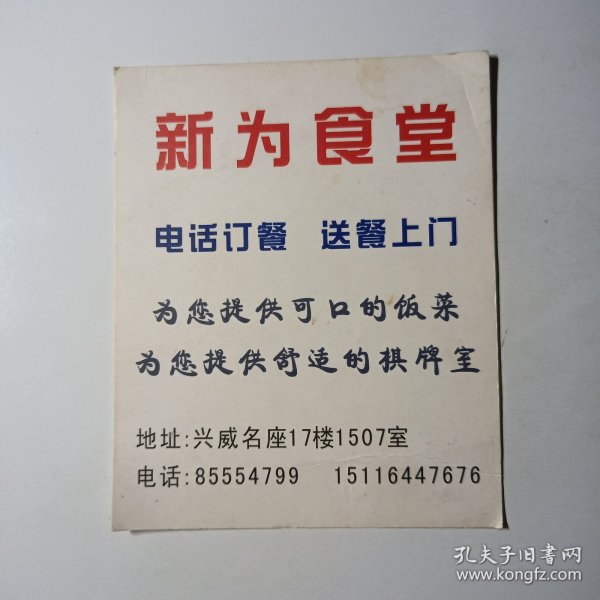 新为食堂
电话订餐 送餐上门
为您提供可口的饭菜
为您提供舒适的棋牌室
地址:兴威名座17楼1507室
电话:85554799 15116447676
孔夫子旧书网
www.kongfz.com